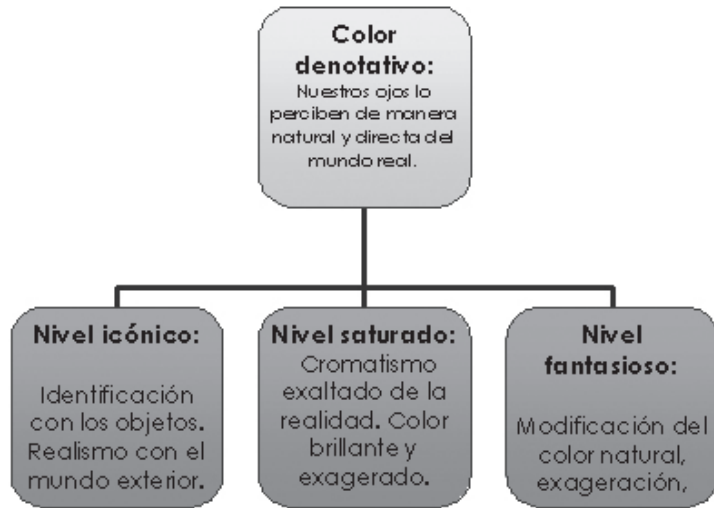 Color
denotativo:
Nuestros ojos lo
perciben de manera
natural y directa del
mundo real.
Nivel icónico:
Identificación
con los objetos.
Realismo con el
mundo exterior.
Nivel saturado:
Cromatismo
exaltado de la
realidad. Color
brillante y
exagerado.
Nivel
fantasioso:
Modificación del
color natural,
exageración,